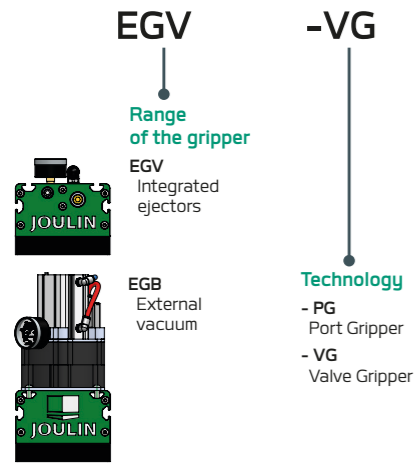 EGV -VG
Range
of the gripper
EGV
Integrated
ejectors
JOULIN
EGB
External
vacuum
JOULIN
Technology
- PG
Port Gripper
- VG
Valve Gripper